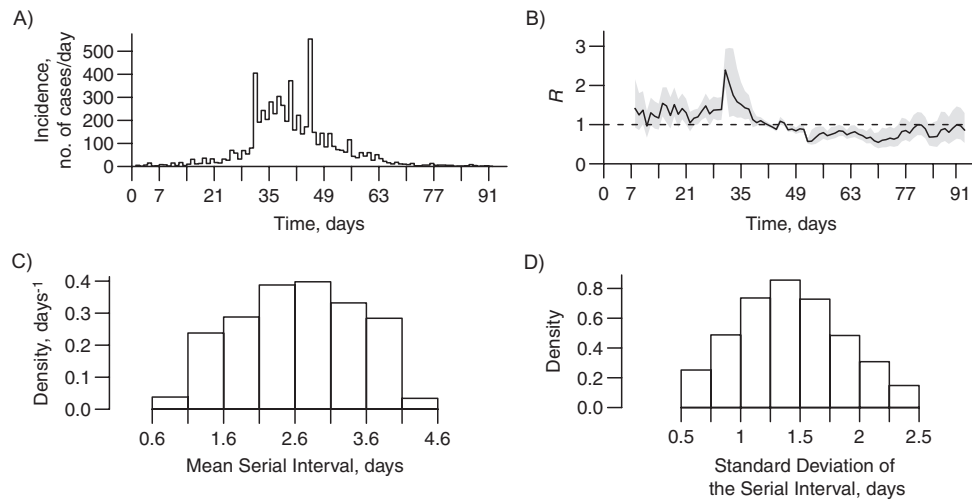 A)
Incidence,
no. of cases/day
500
400
300
200
100
0
0 77 21 35 49 63 77 91
Time, days
B)
R
3
2
1
0
0 7 21 35 49 63 77 91
Time, days
C)
Density, days-1
0.4
0.3
0.2
0.1
0.0
0.6 1.6 2.6 3.6 4.6
Mean Serial Interval, days
D)
Density
0.8
0.6
0.4
0.2
0.0
0.5 1 1.5 2 2.5
Standard Deviation of
the Serial Interval, days